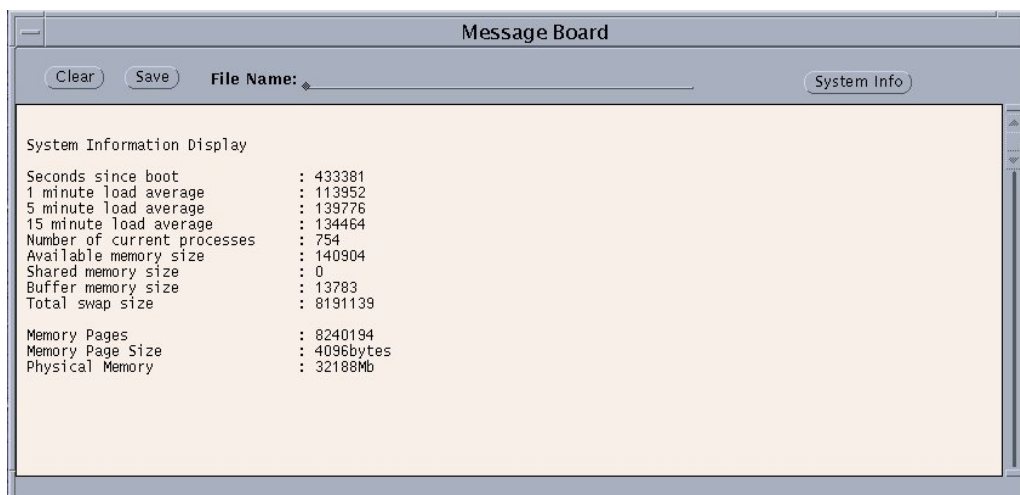 Message Board
Clear Save File Name: System Info
System Information Display
Seconds since boot : 433381
1 minute load average : 113952
5 minute load average : 139776
15 minute load average : 134464
Number of current processes : 754
Available memory size : 140904
Shared memory size : 0
Buffer memory size : 13783
Total swap size : 8191139
Memory Pages : 8240194
Memory Page Size : 4096bytes
Physical Memory : 32188Mb